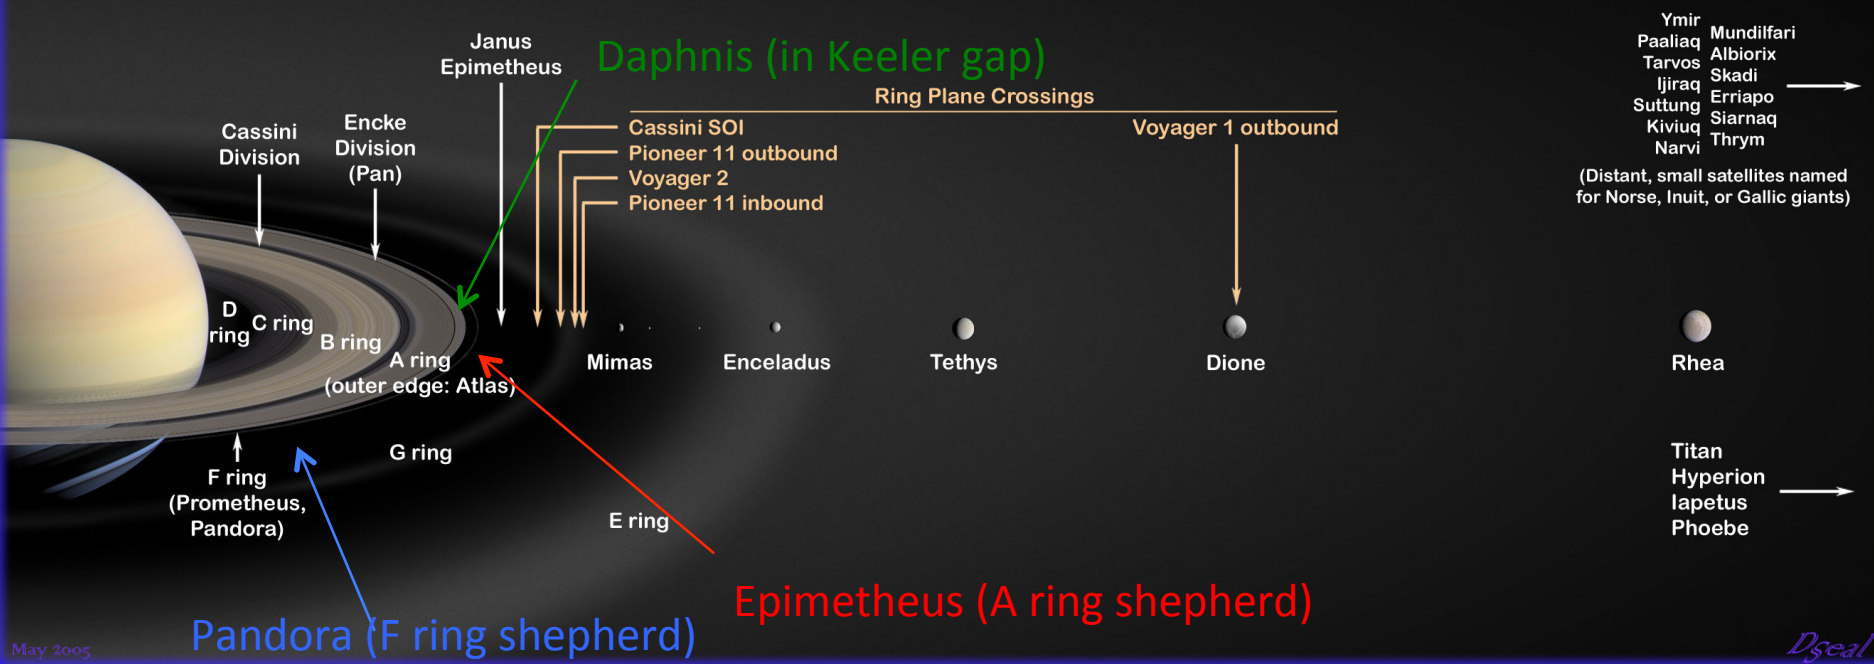 Janus
Epimetheus
Daphnis (in Keeler gap)
Ring Plane Crossings
Cassini SOI
Pioneer 11 outbound
Voyager 2
Pioneer 11 inbound
Voyager 1 outbound
Ymir
Paaliaq
Tarvos
Ijiraq
Suttung
Kiviuq
Narvi
Mundilfari
Albiorix
Skadi
Erriapo
Siarnaq
Thrym
(Distant, small satellites named
for Norse, Inuit, or Gallic giants)
Cassini
Division
Encke
Division
(Pan)
D
ring
C ring
B ring
A ring
(outer edge: Atlas)
Mimas
Enceladus
Tethys
Dione
Rhea
G ring
F ring
(Prometheus,
Pandora)
E ring
Titan
Hyperion
Iapetus
Phoebe
Epimetheus (A ring shepherd)
Pandora (F ring shepherd)
May 2005
Dseal